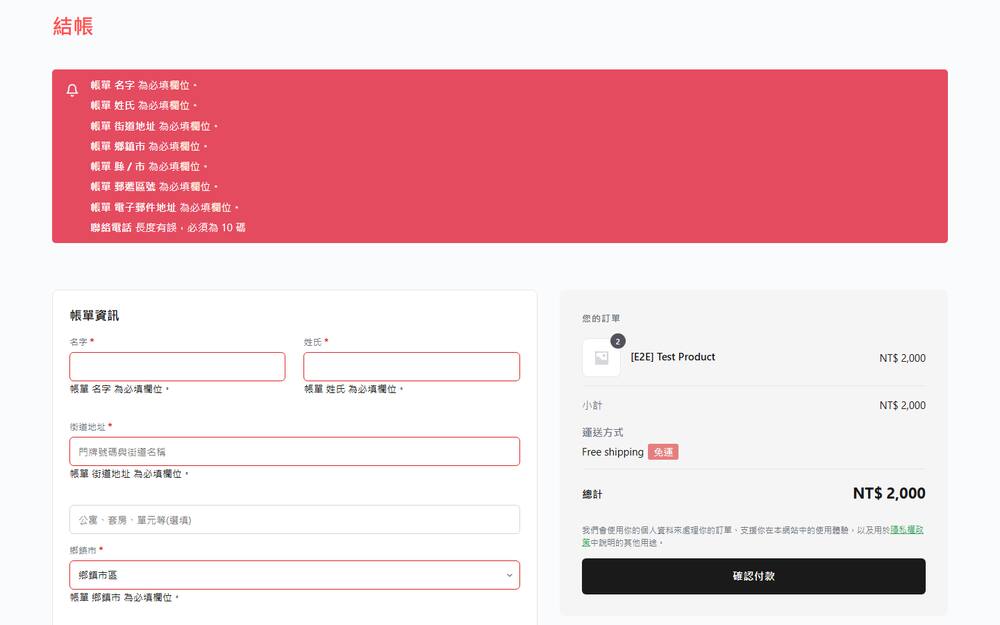 結帳
帳單 名字 為必填欄位。
帳單 姓氏 為必填欄位。
帳單 街道地址 為必填欄位。
帳單 鄉鎮市 為必填欄位。
帳單 縣 / 市 為必填欄位。
帳單 郵遞區號 為必填欄位。
帳單 電子郵件地址 為必填欄位。
聯絡電話 長度有誤，必須為 10 碼
帳單資訊
名字 *
姓氏 *
帳單 名字 為必填欄位。
帳單 姓氏 為必填欄位。
街道地址 *
門牌號碼與街道名稱
帳單 街道地址 為必填欄位。
公寓、套房、單元等(選填)
鄉鎮市 *
鄉鎮市區
帳單 鄉鎮市 為必填欄位。
您的訂單
2
[E2E] Test Product NT$ 2,000
小計 NT$ 2,000
運送方式
Free shipping 免運
總計 NT$ 2,000
我們會使用你的個人資料來處理你的訂單、支援你在本網站中的使用體驗，以及用於隱私權政
策中說明的其他用途。
確認付款